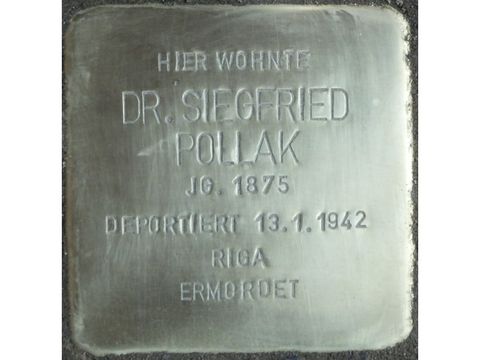 HIER WOHNTE
DR. SIEGFRIED
POLLAK
JG. 1875
DEPORTIERT 13.1.1942
RIGA
ERMORDET